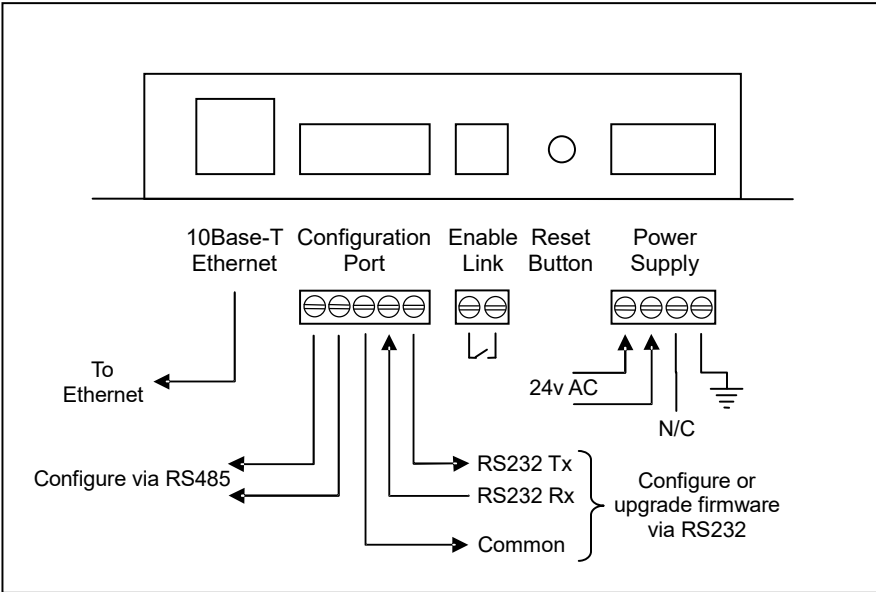 10Base-T
Ethernet
Configuration
Port
Enable
Link
Reset
Button
Power
Supply
To
Ethernet
24v AC
N/C
Configure via RS485
RS232 Tx
RS232 Rx
Common
Configure or
upgrade firmware
via RS232